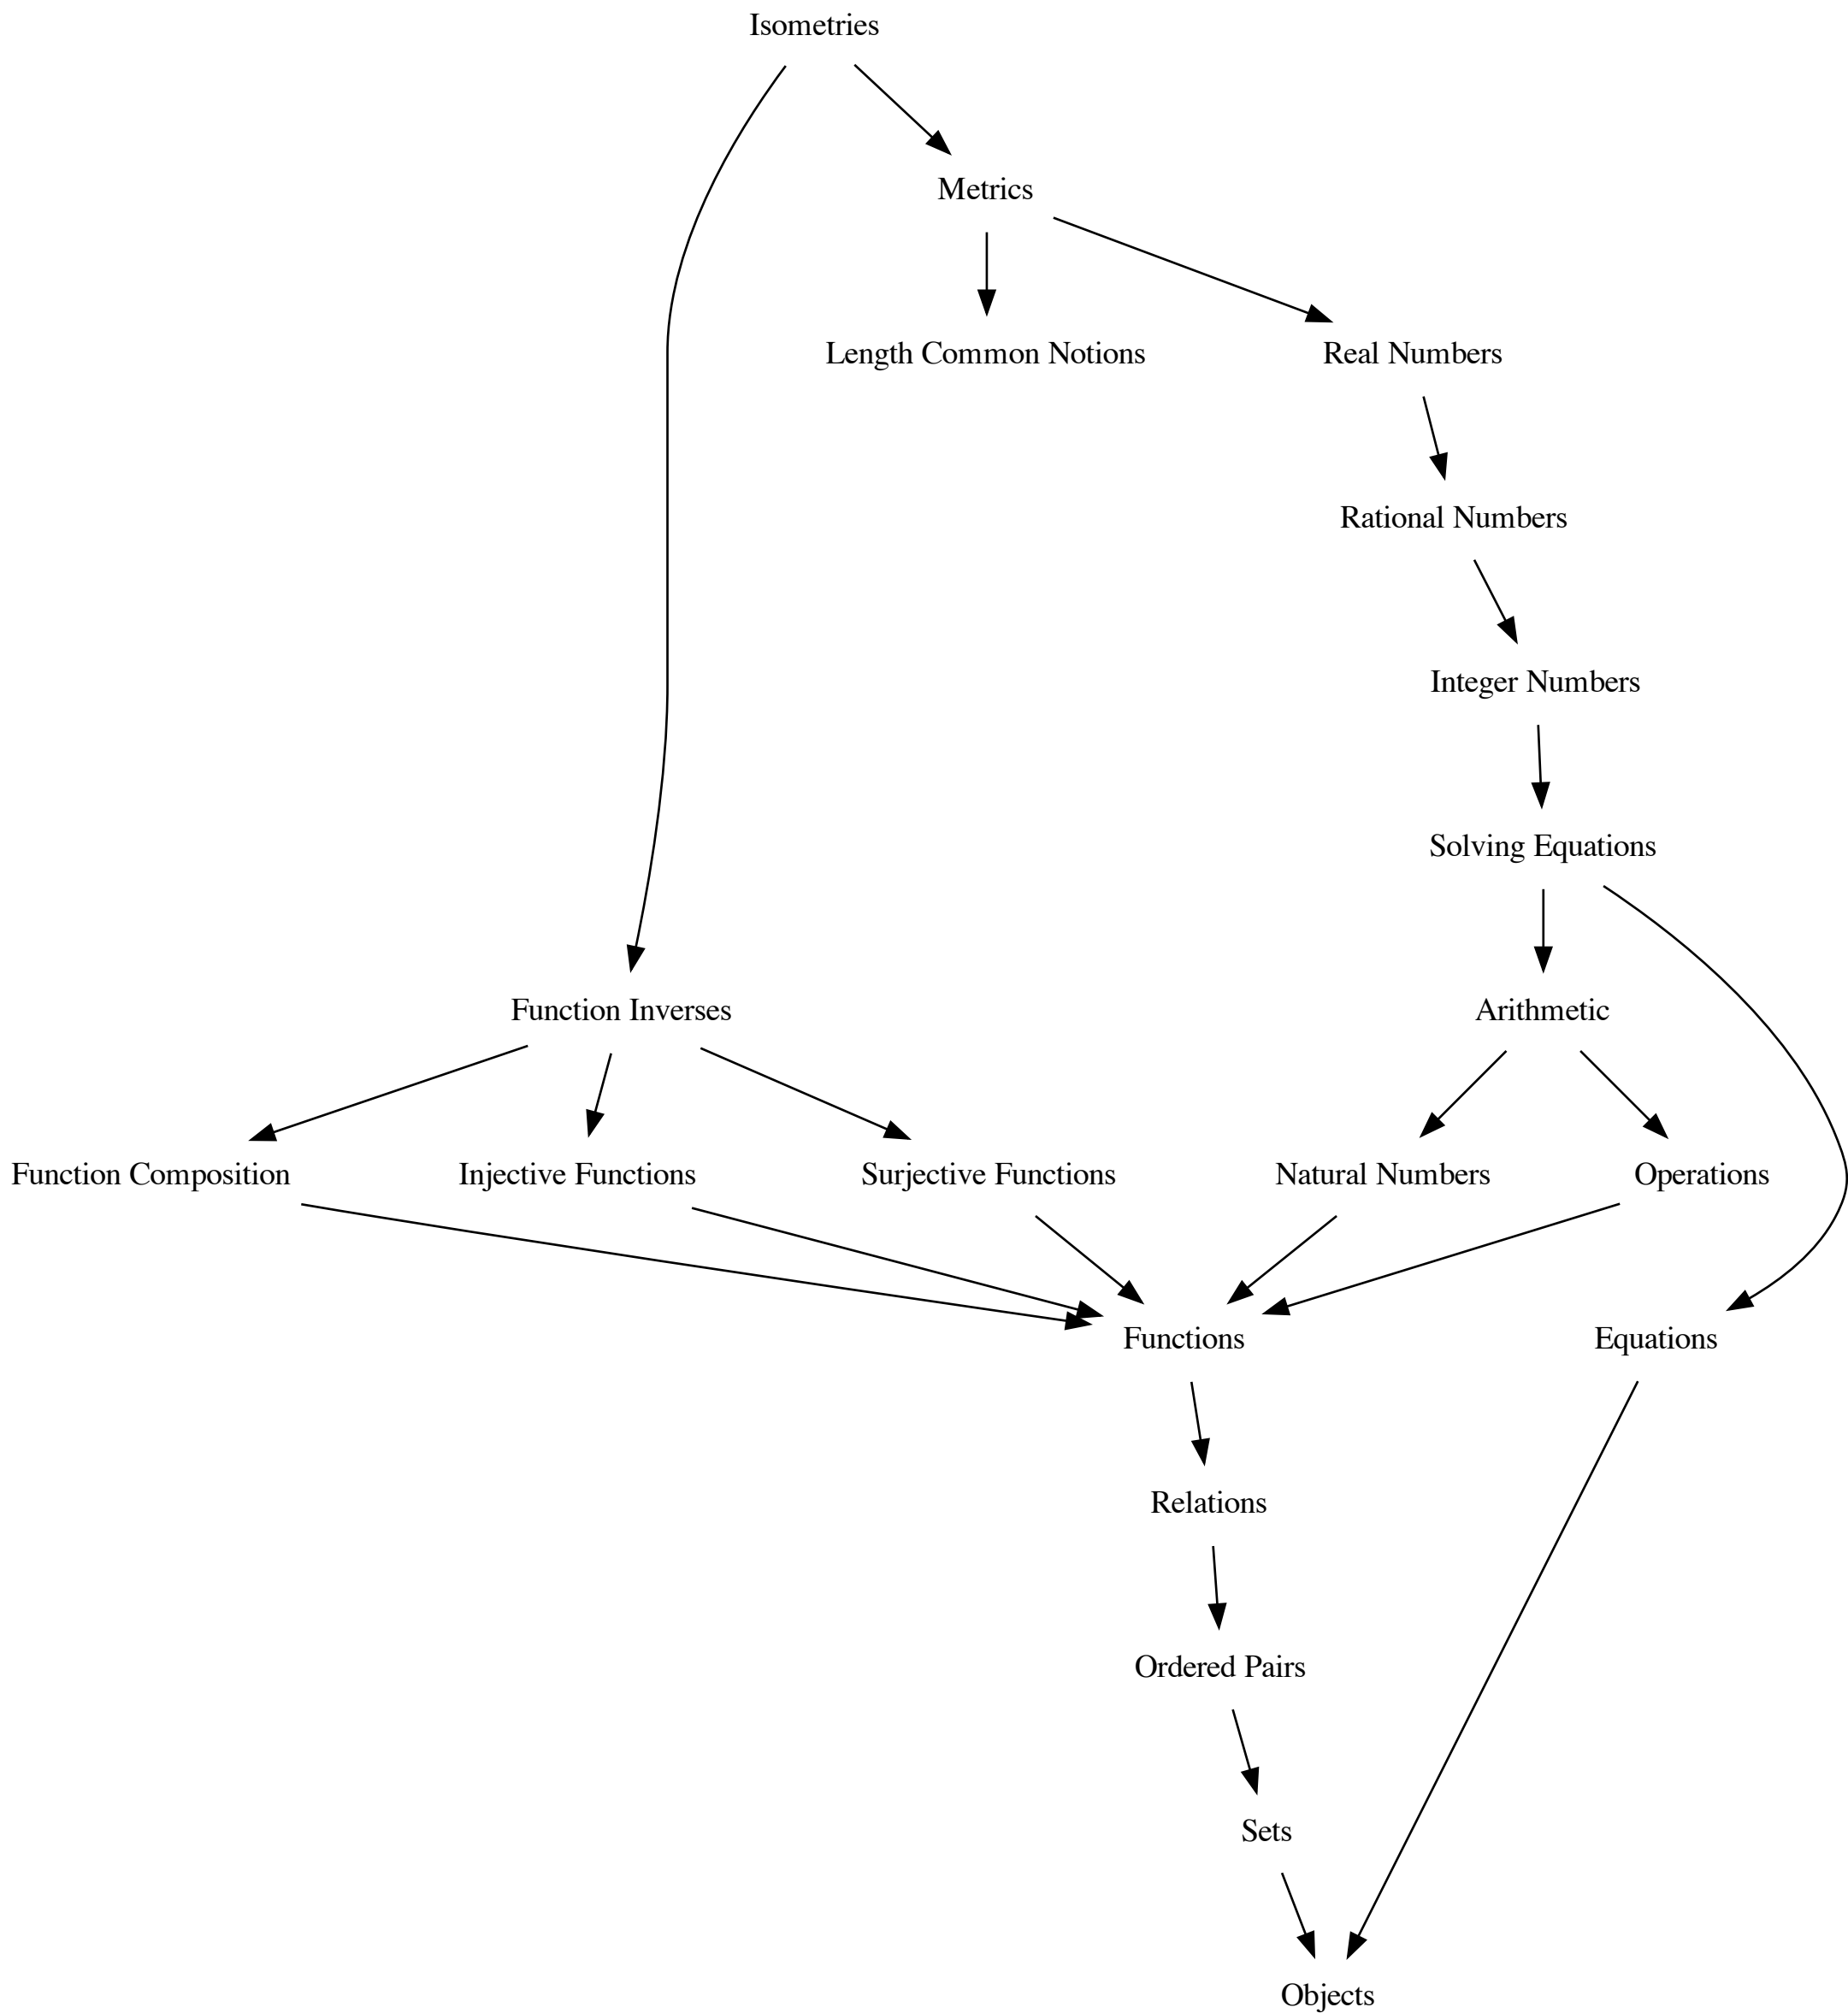 Isometries
Metrics
Length Common Notions
Real Numbers
Rational Numbers
Integer Numbers
Solving Equations
Function Inverses
Arithmetic
Function Composition
Injective Functions
Surjective Functions
Natural Numbers
Operations
Functions
Equations
Relations
Ordered Pairs
Sets
Objects